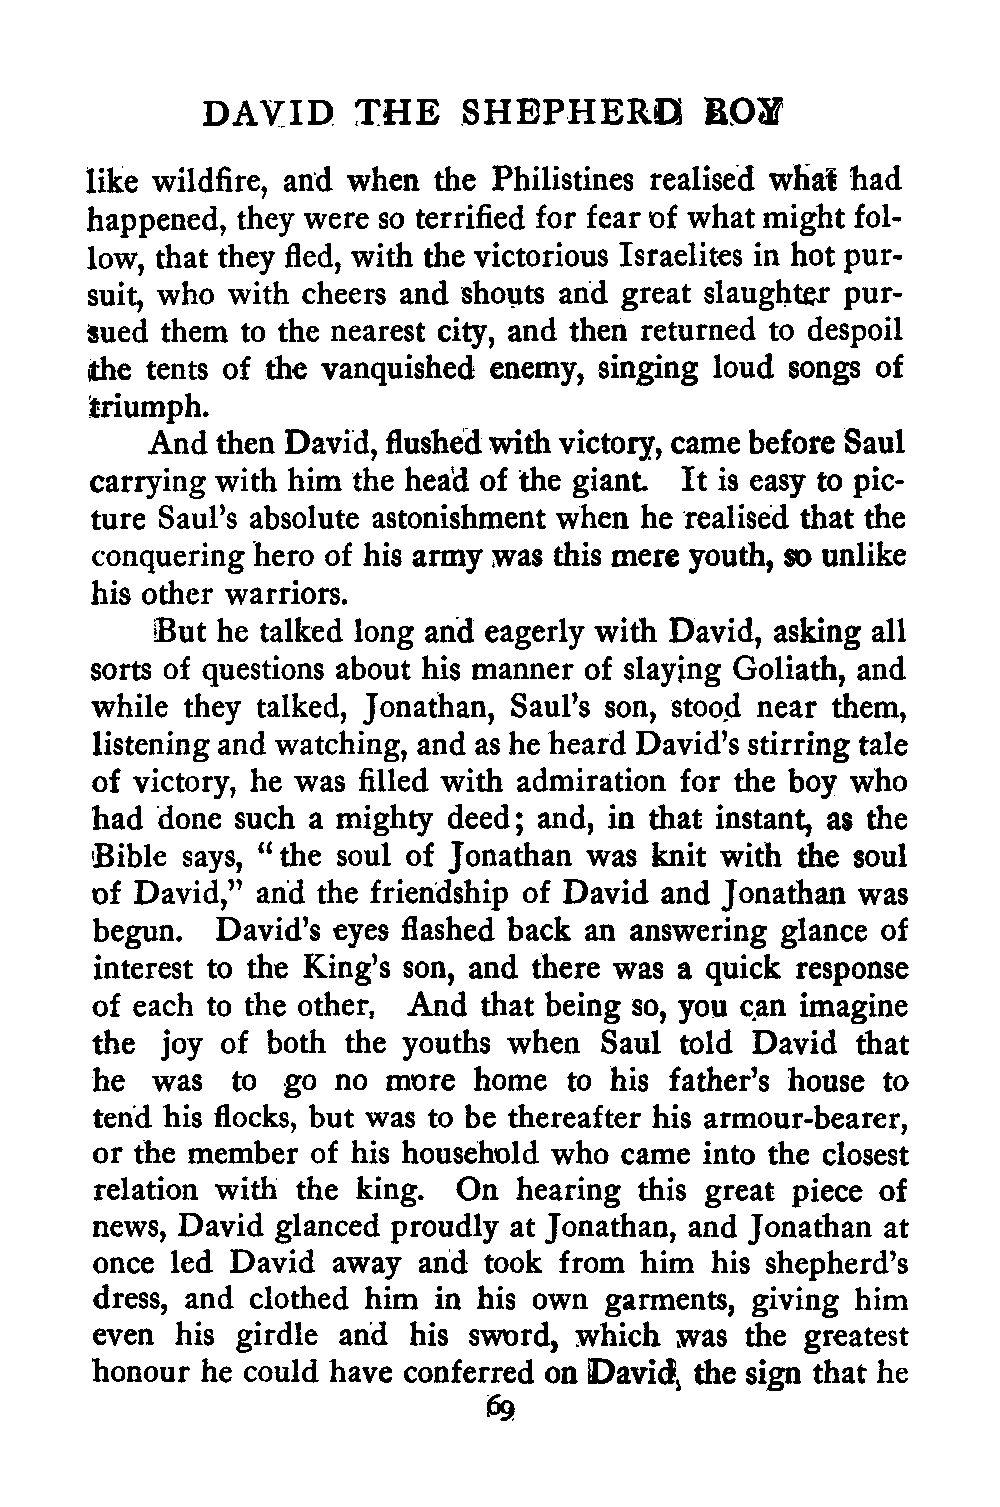 DAVID THE SHEPHERD BOY
like wildfire, and when the Philistines realised what had
happened, they were so terrified for fear of what might fol-
low, that they fled, with the victorious Israelites in hot pur-
suit, who with cheers and shouts and great slaughter pur-
sued them to the nearest city, and then returned to despoil
the tents of the vanquished enemy, singing loud songs of
triumph.
And then David, flushed with victory, came before Saul
carrying with him the head of the giant. It is easy to pic-
ture Saul's absolute astonishment when he realised that the
conquering hero of his army was this mere youth, so unlike
his other warriors.
But he talked long and eagerly with David, asking all
sorts of questions about his manner of slaying Goliath, and
while they talked, Jonathan, Saul's son, stood near them,
listening and watching, and as he heard David's stirring tale
of victory, he was filled with admiration for the boy who
had done such a mighty deed; and, in that instant, as the
Bible says, "the soul of Jonathan was knit with the soul
of David," and the friendship of David and Jonathan was
begun. David's eyes flashed back an answering glance of
interest to the King's son, and there was a quick response
of each to the other, And that being so, you can imagine
the joy of both the youths when Saul told David that
he was to go no more home to his father's house to
tend his flocks, but was to be thereafter his armour-bearer,
or the member of his household who came into the closest
relation with the king. On hearing this great piece of
news, David glanced proudly at Jonathan, and Jonathan at
once led David away and took from him his shepherd's
dress, and clothed him in his own garments, giving him
even his girdle and his sword, which was the greatest
honour he could have conferred on David, the sign that he
69